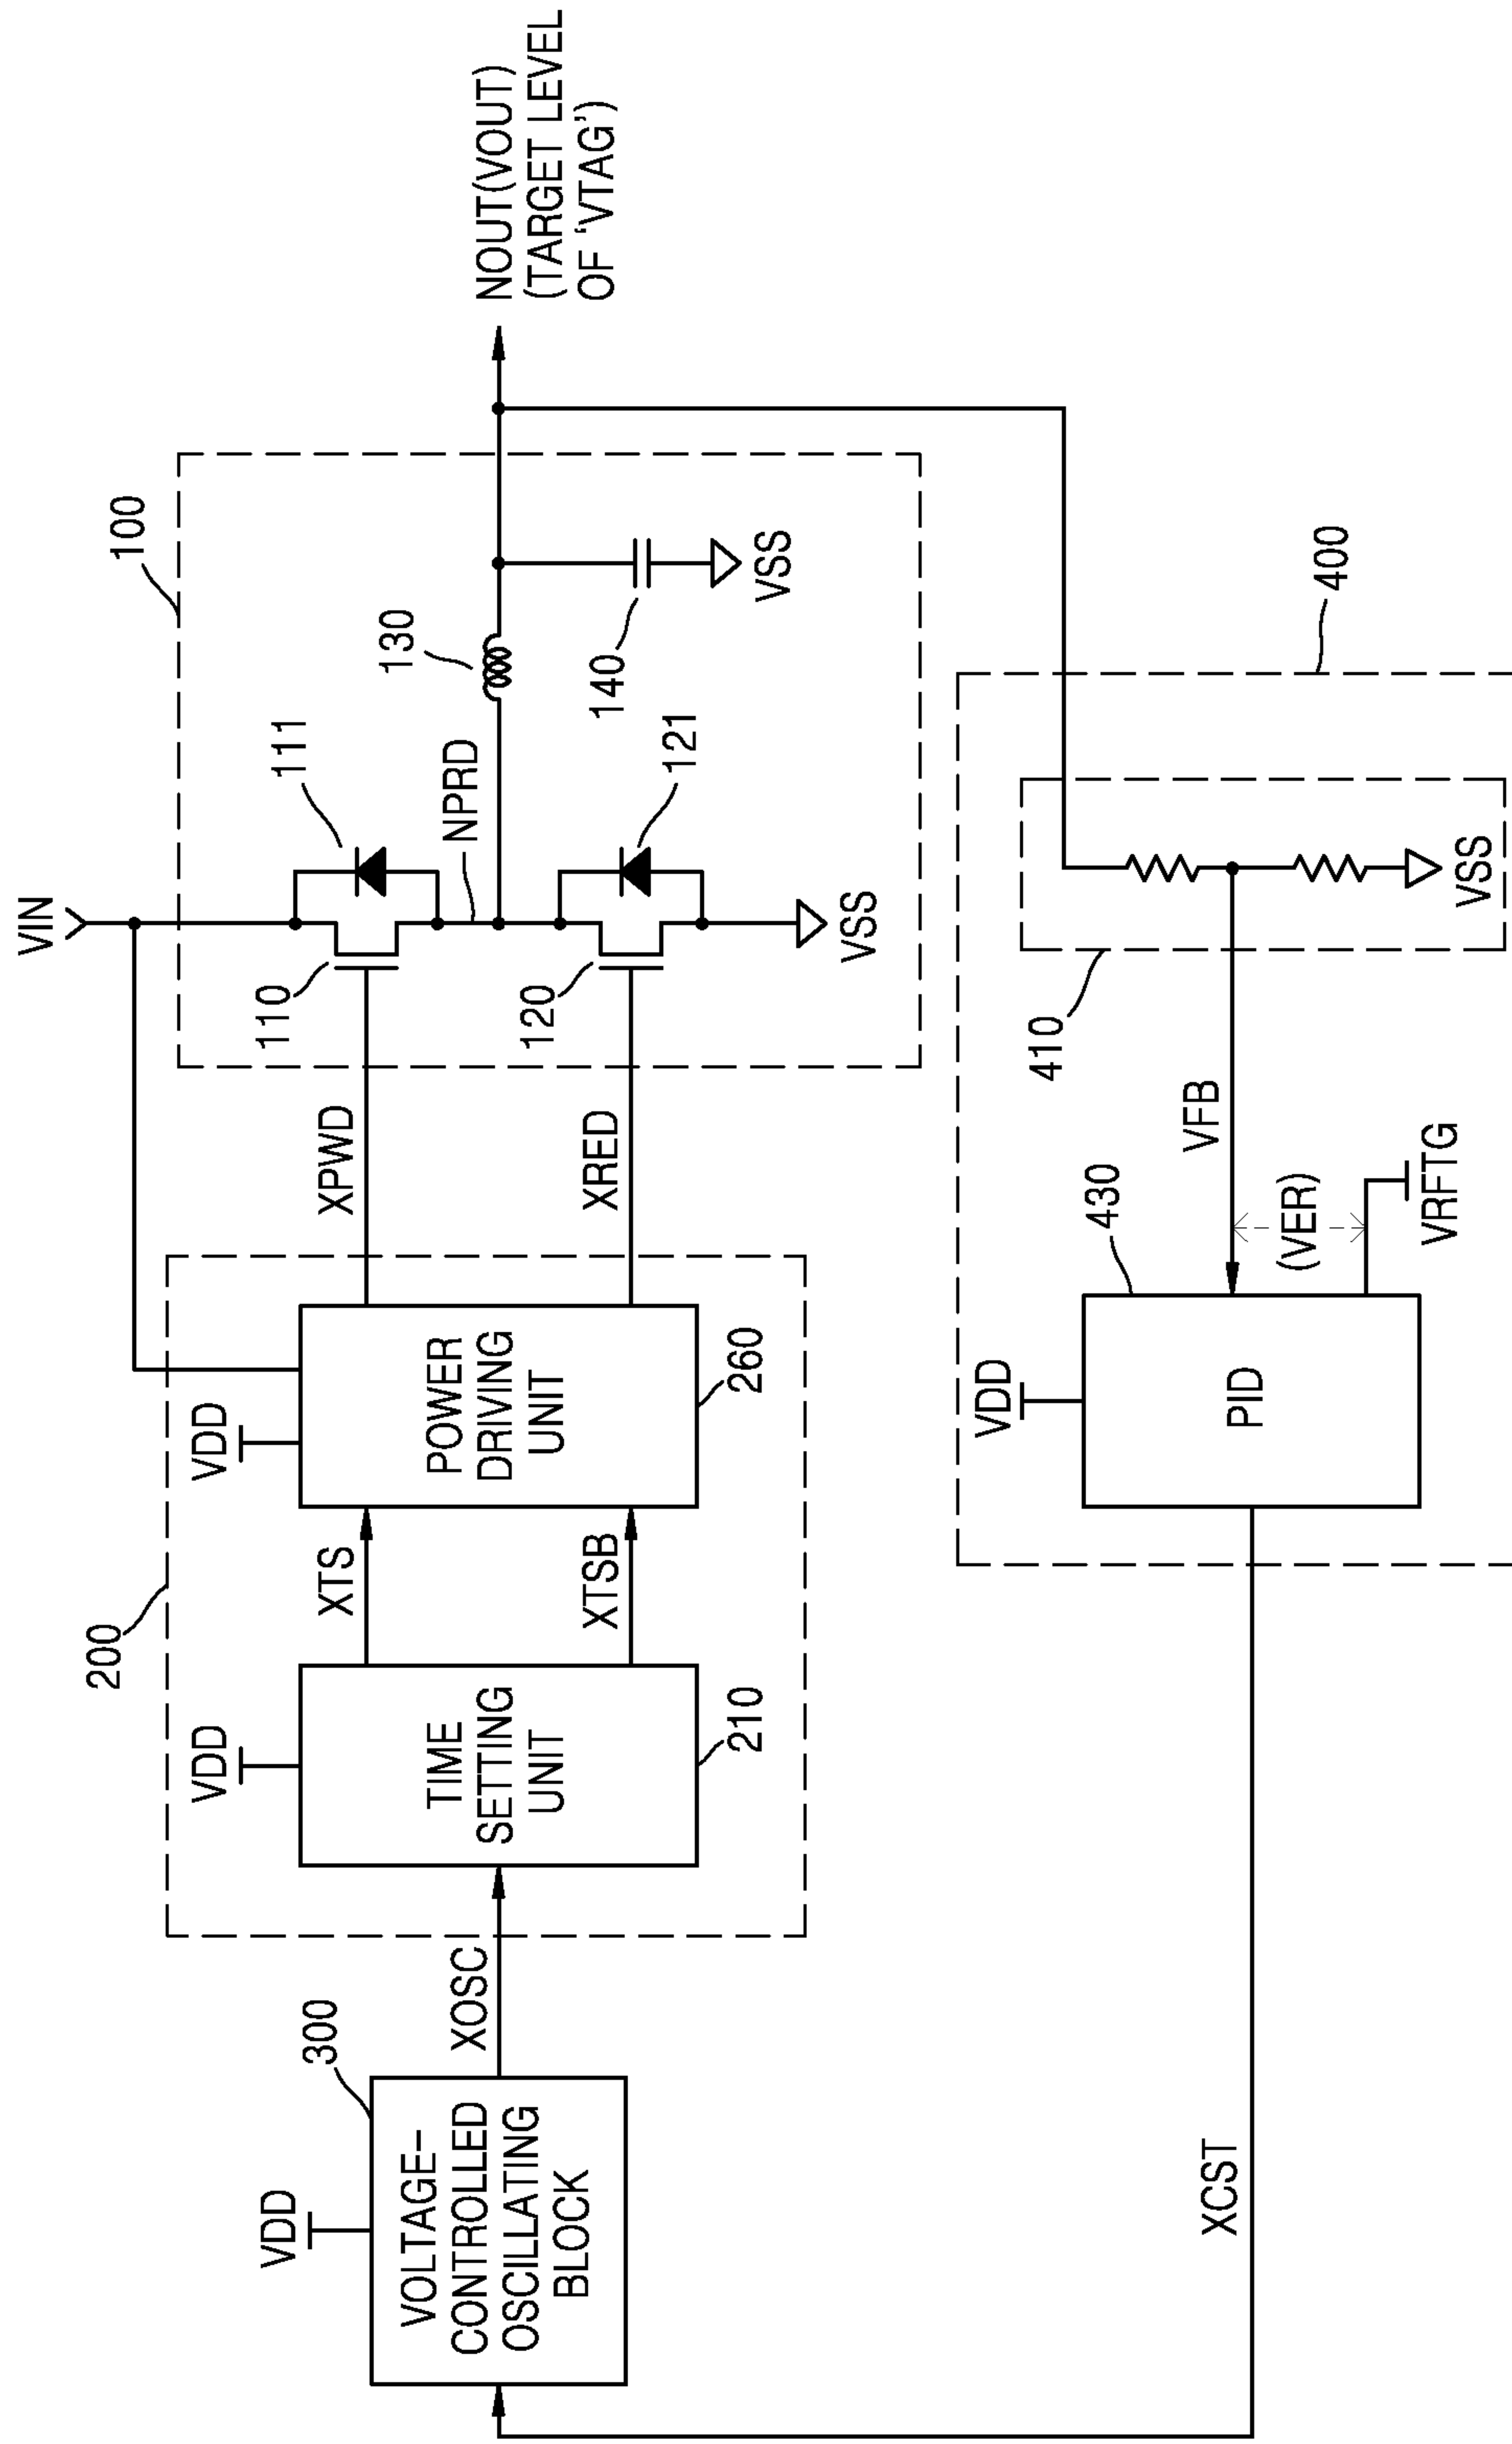 VIN
100
110
111
NPRD
130
120
121
140
VSS
VSS
NOUT(VOUT)
(TARGET LEVEL
OF 'VTAG')
200
VDD
VDD
TIME
SETTING
UNIT
210
XTS
XTSB
POWER
DRIVING
UNIT
260
XPWD
XRED
300
VDD
VOLTAGE-
CONTROLLED
OSCILLATING
BLOCK
XOSC
400
410
VSS
VFB
(VER)
VRFTG
430
VDD
PID
XCST